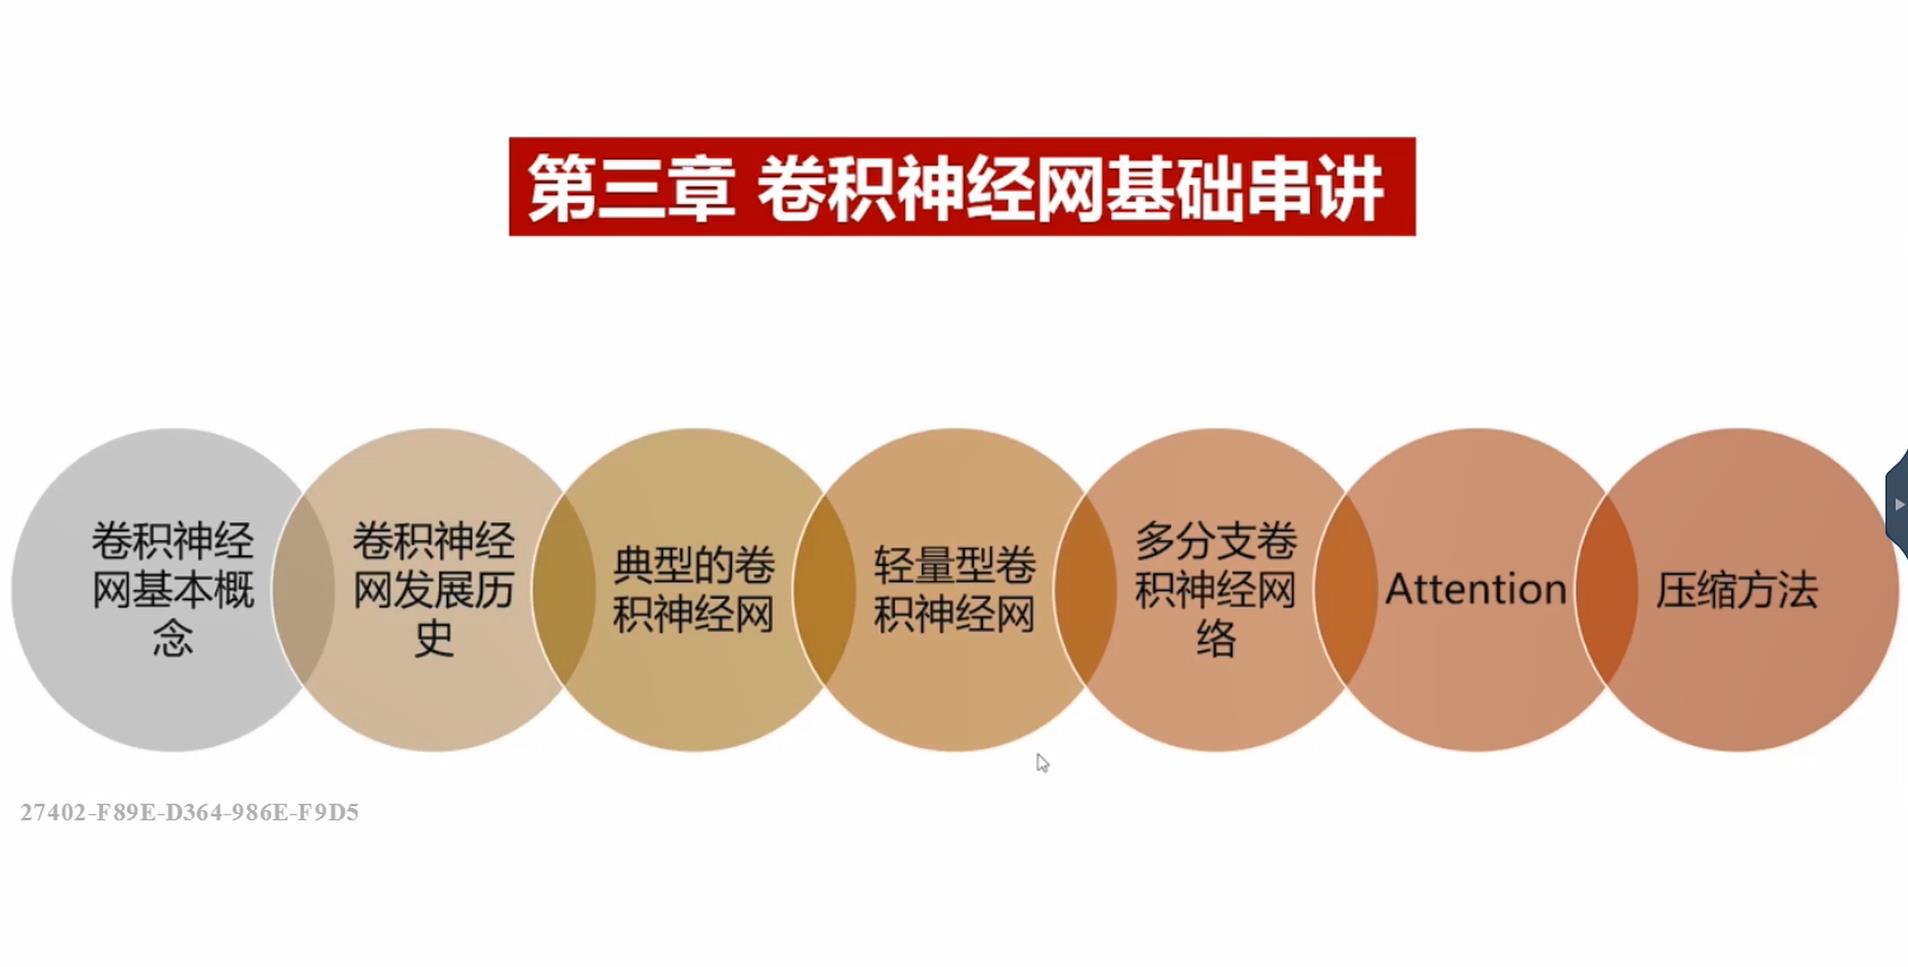 第三章 卷积神经网基础串讲
卷积神经
网基本概
念
卷积神经
网发展历
史
典型的卷
积神经网
轻量型卷
积神经网
多分支卷
积神经网
络
Attention
压缩方法
27402-F89E-D364-986E-F9D5